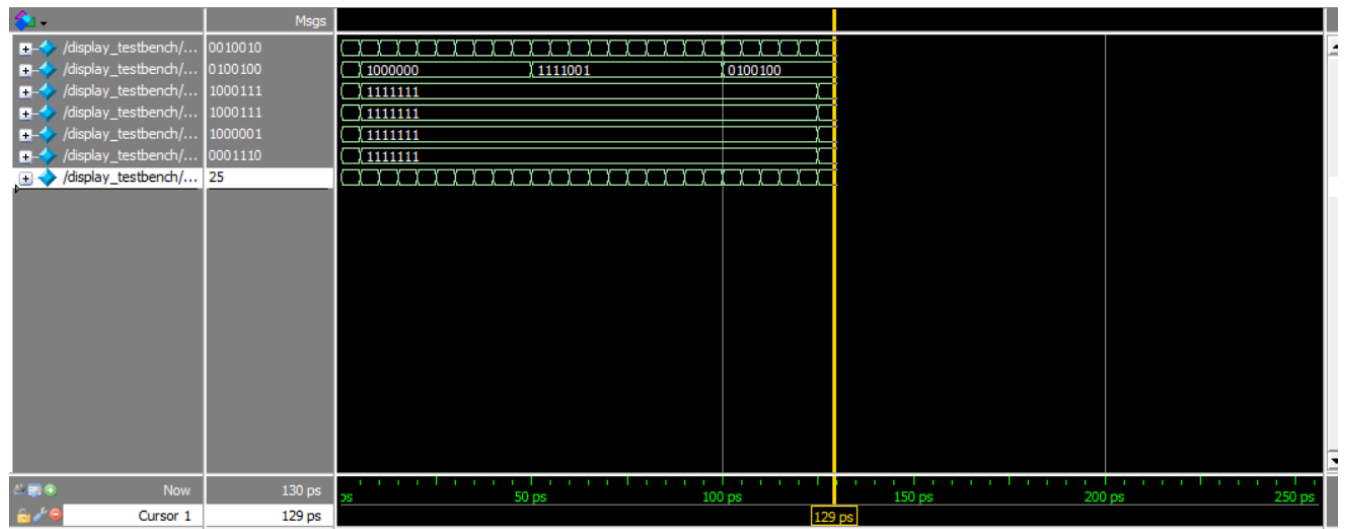 Msgs
/display_testbench/... 0010010
/display_testbench/... 0100100 1000000 1111001 0100100
/display_testbench/... 1000111 1111111
/display_testbench/... 1000111 1111111
/display_testbench/... 1000001 1111111
/display_testbench/... 0001110 1111111
/display_testbench/... 25
Now 130 ps ps 50 ps 100 ps 150 ps 200 ps 250 ps
Cursor 1 129 ps 129 ps